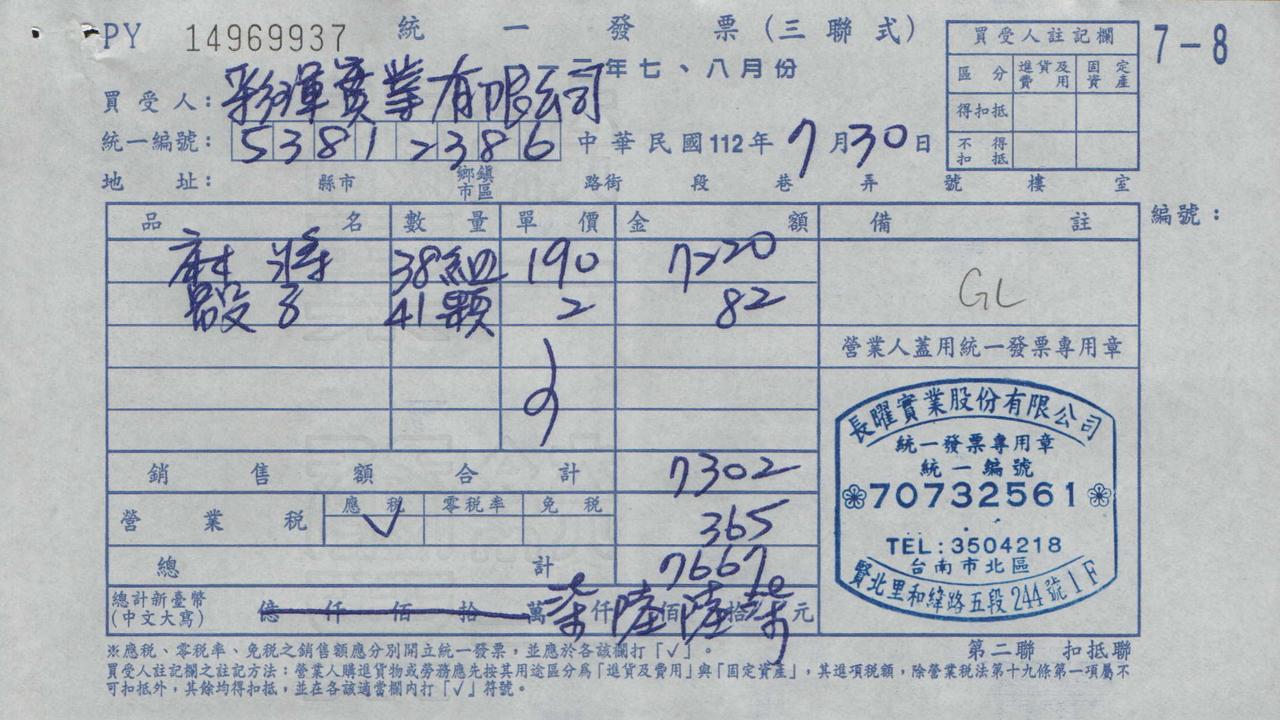 PY 14969937 統一發票(三聯式) 7-8
一二年七、八月份
買受人: 彩琿實業有限公司
統一編號: 53812386 中華民國112年7月30日
地址: 縣市 鄉鎮市區 路街 段 巷 弄 號 樓 室
買受人註記欄
區分 進貨及費用 固定資產
得扣抵
不得扣抵
編號:
品名 數量 單價 金額 備註
麻將 38組 190 7220 GL
骰子 41顆 2 82
營業人蓋用統一發票專用章
長曜實業股份有限公司
統一發票專用章
統一編號
70732561
TEL:3504218
台南市北區
賢北里和緯路五段244號1F
銷售額合計 7302
營業稅 應稅 √ 零稅率 免稅 365
總計 7667
總計新臺幣(中文大寫) 億仟佰拾萬柒仟陸佰陸拾柒元
第二聯 扣抵聯
※應稅、零稅率、免稅之銷售額應分別開立統一發票,並應於各該欄打「√」。
買受人註記欄之註記方法:營業人購進貨物或勞務應先按其用途區分為「進貨及費用」與「固定資產」,其進項稅額,除營業稅法第十九條第一項屬不
可扣抵外,其餘均得扣抵,並在各該適當欄內打「√」符號。